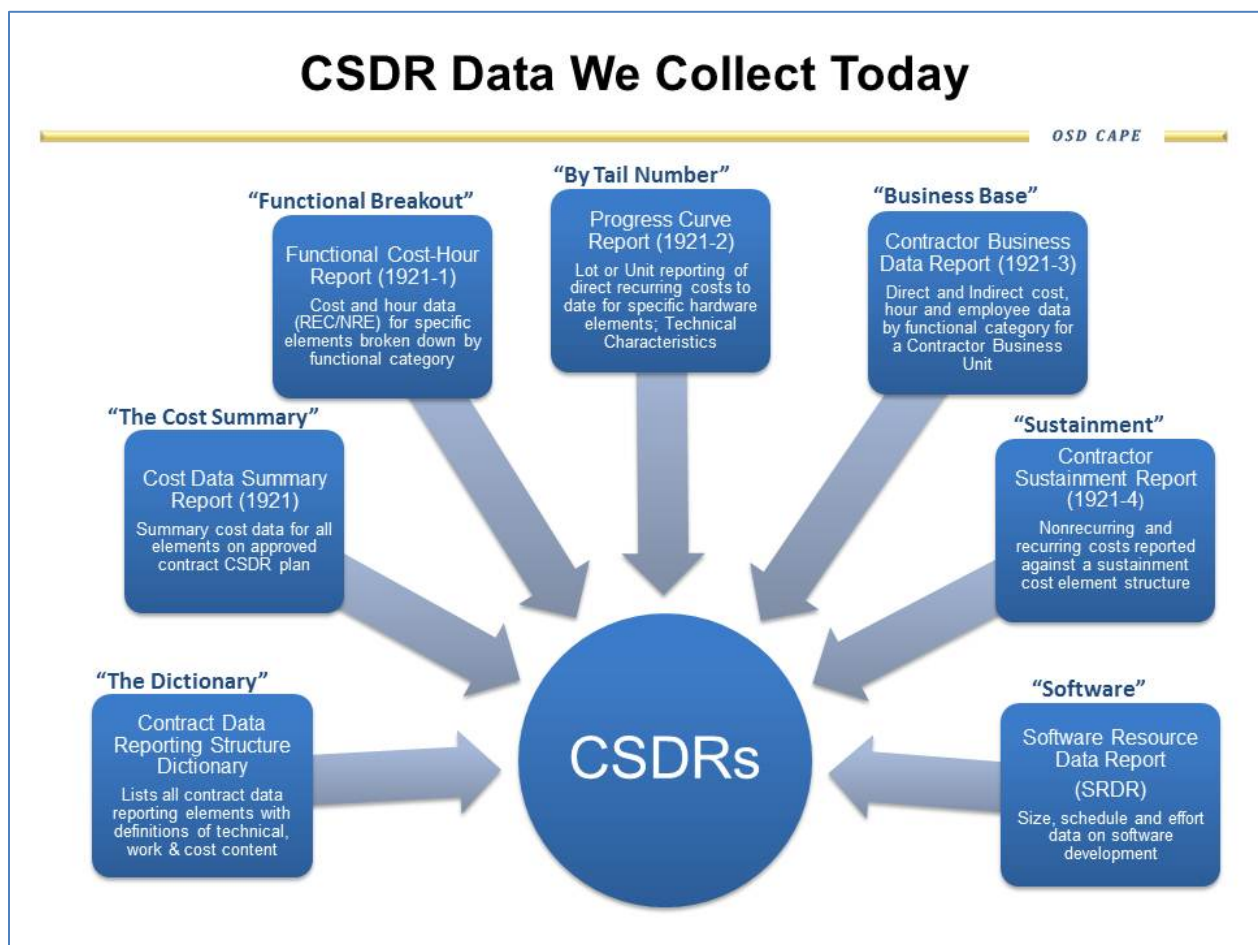 CSDR Data We Collect Today
OSD CAPE
“The Dictionary”
Contract Data
Reporting Structure
Dictionary
Lists all contract data
reporting elements with
definitions of technical,
work & cost content
“The Cost Summary”
Cost Data Summary
Report (1921)
Summary cost data for all
elements on approved
contract CSDR plan
“Functional Breakout”
Functional Cost-Hour
Report (1921-1)
Cost and hour data
(REC/NRE) for specific
elements broken down by
functional category
“By Tail Number”
Progress Curve
Report (1921-2)
Lot or Unit reporting of
direct recurring costs to
date for specific hardware
elements; Technical
Characteristics
“Business Base”
Contractor Business
Data Report (1921-3)
Direct and Indirect cost,
hour and employee data
by functional category for
a Contractor Business
Unit
“Sustainment”
Contractor
Sustainment Report
(1921-4)
Nonrecurring and
recurring costs reported
against a sustainment
cost element structure
“Software”
Software Resource
Data Report
(SRDR)
Size, schedule and effort
data on software
development
CSDRs